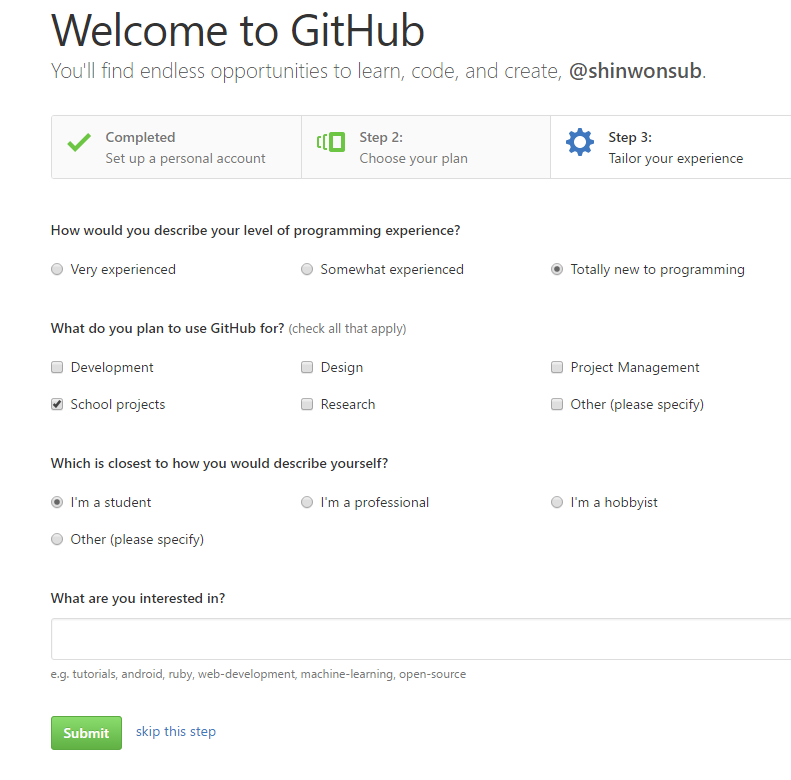 Welcome to GitHub
You'll find endless opportunities to learn, code, and create, @shinwonsub.
Completed
Set up a personal account
Step 2:
Choose your plan
Step 3:
Tailor your experience
How would you describe your level of programming experience?
Very experienced
Somewhat experienced
Totally new to programming
What do you plan to use GitHub for? (check all that apply)
Development
Design
Project Management
School projects
Research
Other (please specify)
Which is closest to how you would describe yourself?
I'm a student
I'm a professional
I'm a hobbyist
Other (please specify)
What are you interested in?
e.g. tutorials, android, ruby, web-development, machine-learning, open-source
Submit
skip this step